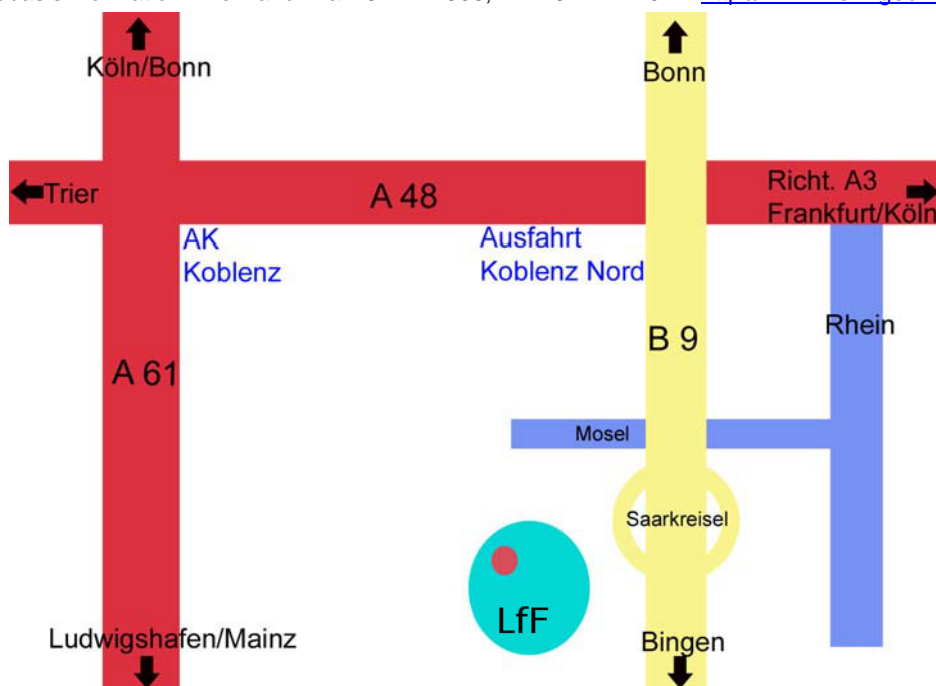 Köln/Bonn
Bonn
Trier
A 48
Richt. A3
Frankfurt/Köln
AK
Koblenz
Ausfahrt
Koblenz Nord
Rhein
B 9
A 61
Mosel
Saarkreisel
LfF
Ludwigshafen/Mainz
Bingen